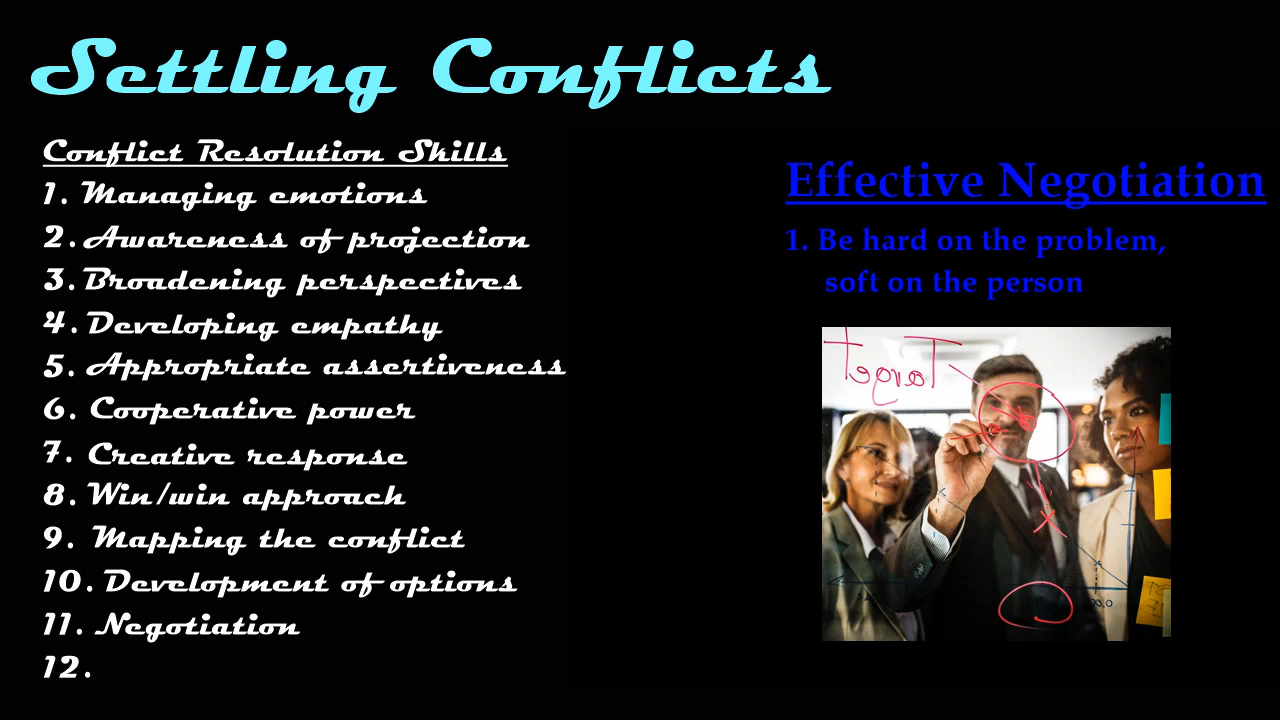 Settling Conflicts
Conflict Resolution Skills
1. Managing emotions
2. Awareness of projection
3. Broadening perspectives
4. Developing empathy
5. Appropriate assertiveness
6. Cooperative power
7. Creative response
8. Win/win approach
9. Mapping the conflict
10. Development of options
11. Negotiation
12.
Effective Negotiation
1. Be hard on the problem,
soft on the person
Target